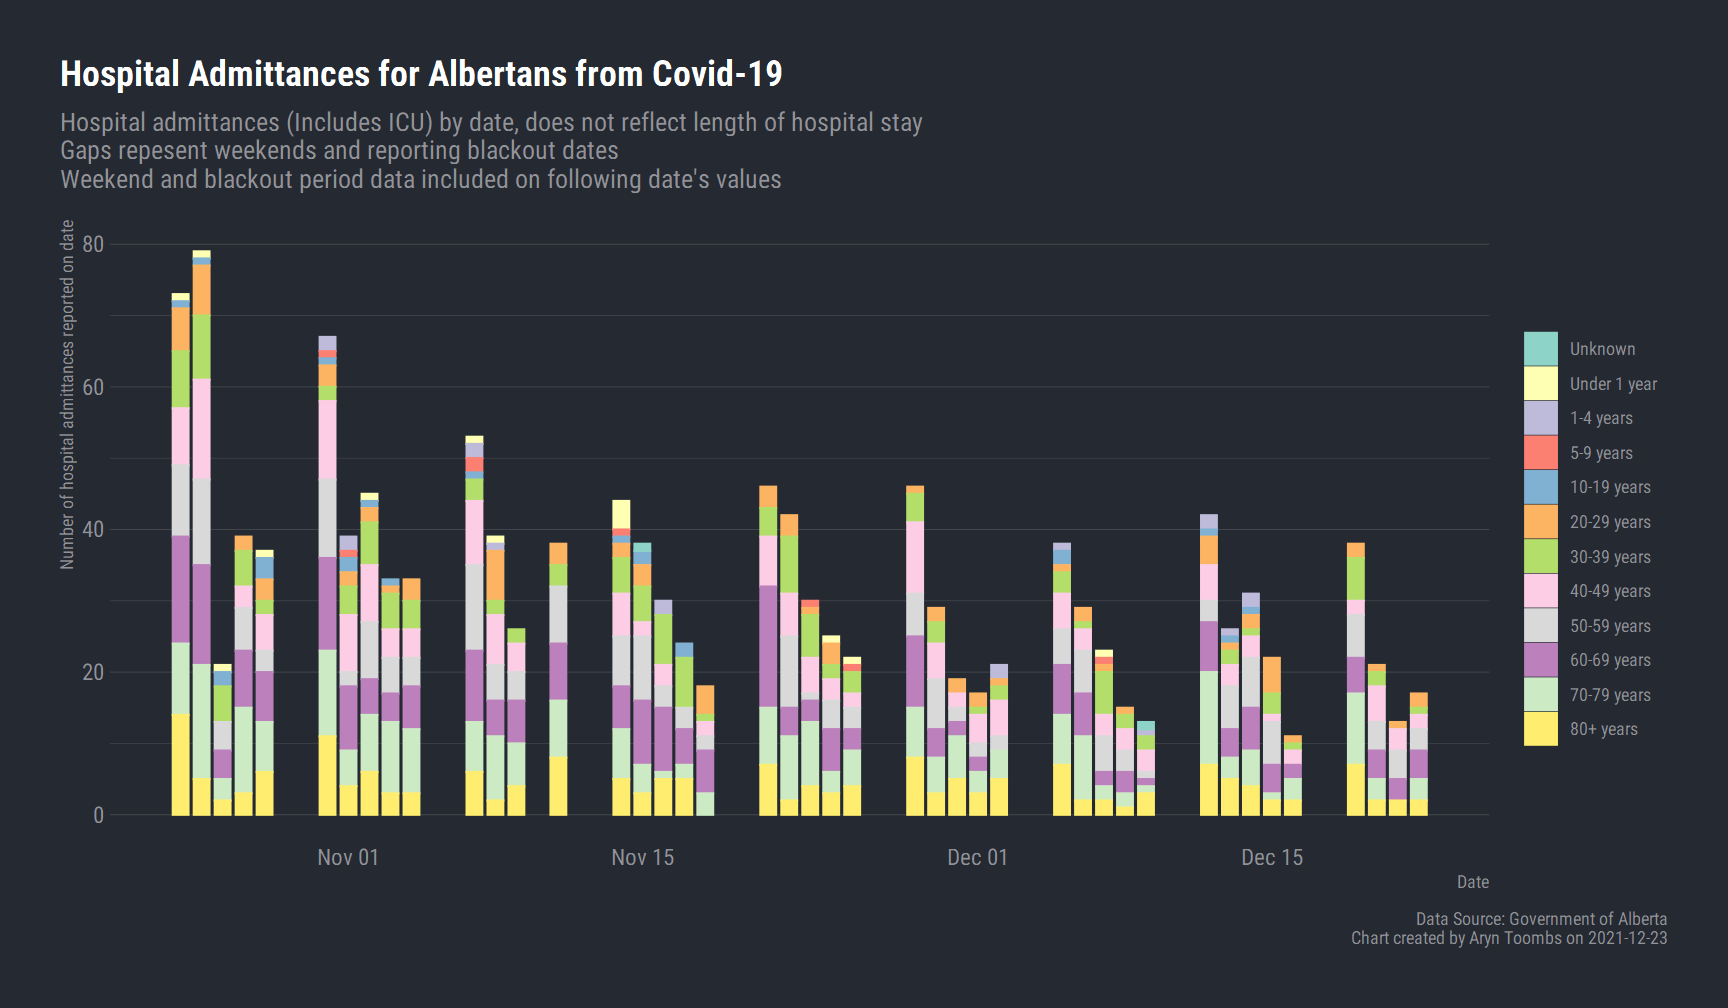 Hospital Admittances for Albertans from Covid-19
Hospital admittances (Includes ICU) by date, does not reflect length of hospital stay
Gaps repesent weekends and reporting blackout dates
Weekend and blackout period data included on following date's values
Number of hospital admittances reported on date
80
60
40
20
0
Nov 01
Nov 15
Dec 01
Dec 15
Date
Unknown
Under 1 year
1-4 years
5-9 years
10-19 years
20-29 years
30-39 years
40-49 years
50-59 years
60-69 years
70-79 years
80+ years
Data Source: Government of Alberta
Chart created by Aryn Toombs on 2021-12-23